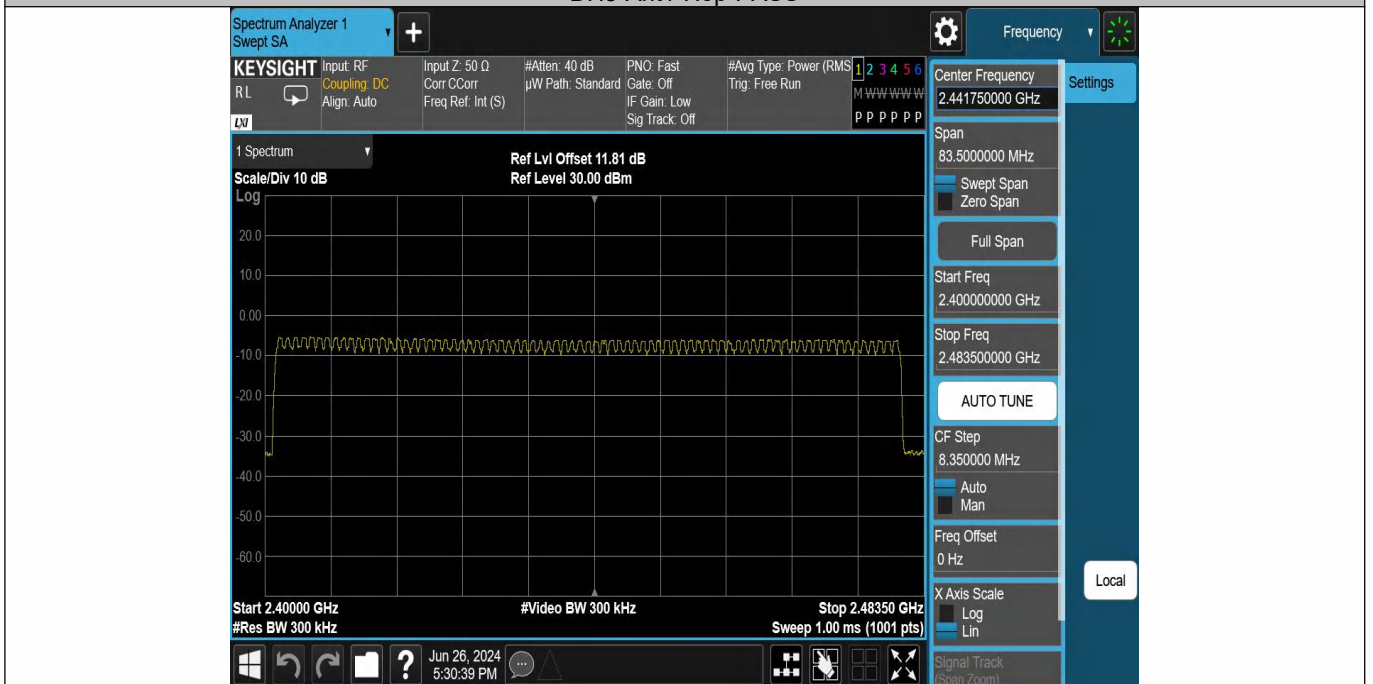 Spectrum Analyzer 1
Swept SA
+
Frequency
KEYSIGHT
RL
LXI
Input: RF
Coupling: DC
Align: Auto
Input Z: 50 Ω
Corr CCorr
Freq Ref: Int (S)
#Atten: 40 dB
µW Path: Standard
PNO: Fast
Gate: Off
IF Gain: Low
Sig Track: Off
#Avg Type: Power (RMS
Trig: Free Run
1 2 3 4 5 6
M W W W W W
P P P P P P
Center Frequency
2.441750000 GHz
Settings
Span
83.5000000 MHz
Swept Span
Zero Span
Full Span
Start Freq
2.400000000 GHz
Stop Freq
2.483500000 GHz
AUTO TUNE
CF Step
8.350000 MHz
Auto
Man
Freq Offset
0 Hz
X Axis Scale
Log
Lin
Signal Track
(Span Zoom)
Local
1 Spectrum
Scale/Div 10 dB
Ref Lvl Offset 11.81 dB
Ref Level 30.00 dBm
Log
20.0
10.0
0.00
-10.0
-20.0
-30.0
-40.0
-50.0
-60.0
Start 2.40000 GHz
#Res BW 300 kHz
#Video BW 300 kHz
Stop 2.48350 GHz
Sweep 1.00 ms (1001 pts)
?
Jun 26, 2024
5:30:39 PM